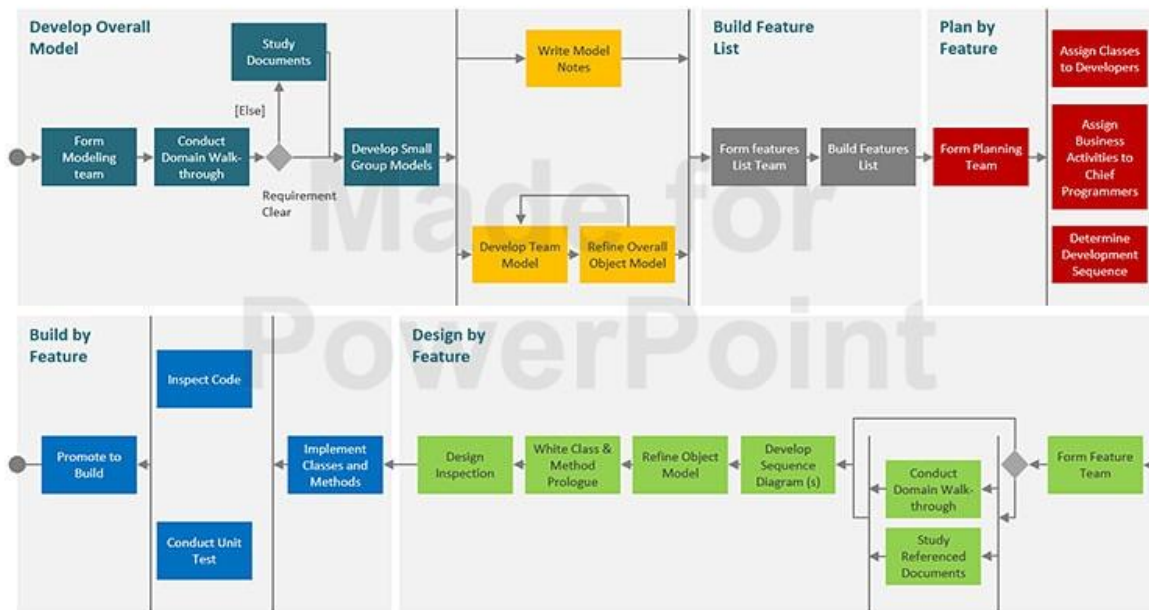 Develop Overall
Model
Study
Documents
[Else]
Form
Modeling
team
Conduct
Domain Walk-
through
Requirement
Clear
Develop Small
Group Models
Write Model
Notes
Develop Team
Model
Refine Overall
Object Model
Build Feature
List
Form features
List Team
Build Features
List
Plan by
Feature
Form Planning
Team
Assign Classes
to Developers
Assign
Business
Activities to
Chief
Programmers
Determine
Development
Sequence
Made for
PowerPoint
Build by
Feature
Inspect Code
Promote to
Build
Conduct Unit
Test
Implement
Classes and
Methods
Design by
Feature
Design
Inspection
White Class &
Method
Prologue
Refine Object
Model
Develop
Sequence
Diagram (s)
Conduct
Domain Walk-
through
Study
Referenced
Documents
Form Feature
Team